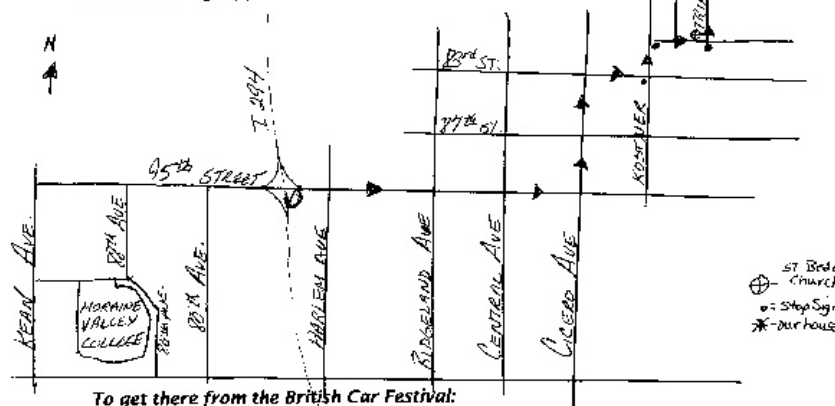 N
I 294
83rd ST.
87th ST.
95th STREET
KOSTNER
KEAN AVE.
88TH AVE
80TH AVE.
HARLEM AVE
RIDGELAND AVE
CENTRAL AVE
CICERO AVE
MORAINE
VALLEY
COLLEGE
ST Bede
Church
= Stop Sign
- our house
To get there from the British Car Festival: